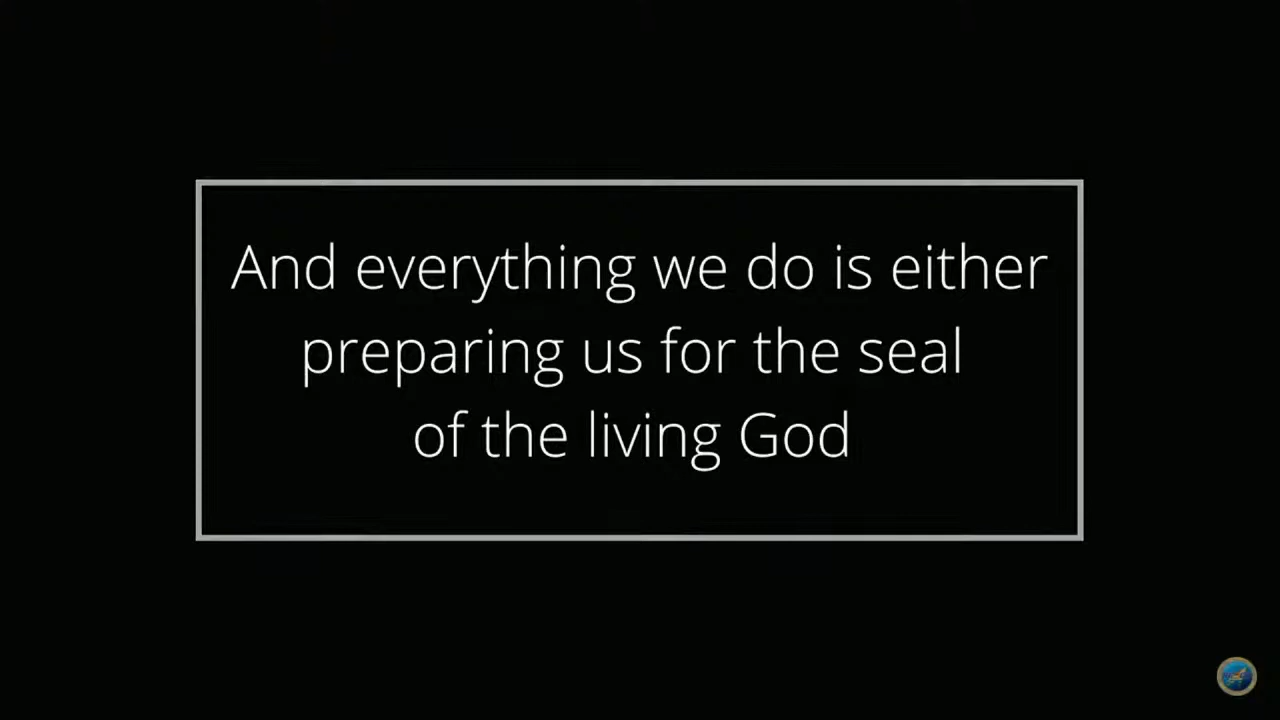 And everything we do is either
preparing us for the seal
of the living God